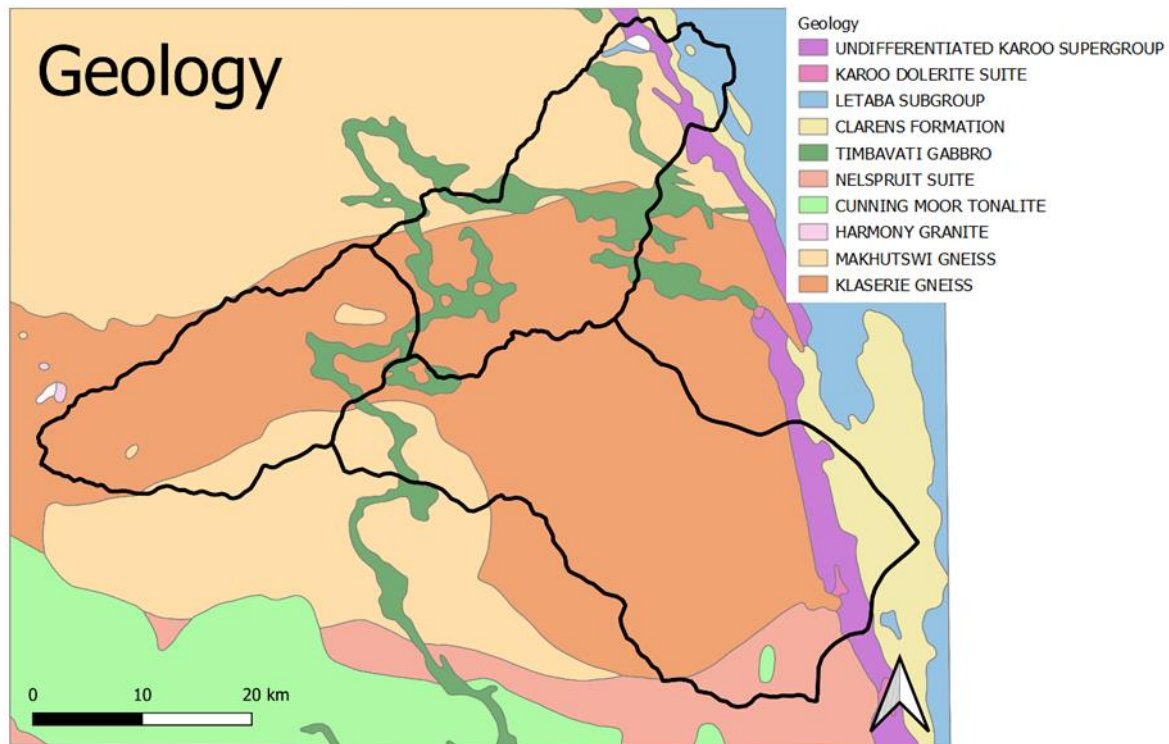 Geology
Geology
UNDIFFERENTIATED KAROO SUPERGROUP
KAROO DOLERITE SUITE
LETABA SUBGROUP
CLARENS FORMATION
TIMBAVATI GABBRO
NELSPRUIT SUITE
CUNNING MOOR TONALITE
HARMONY GRANITE
MAKHUTSWI GNEISS
KLASERIE GNEISS
0 10 20 km